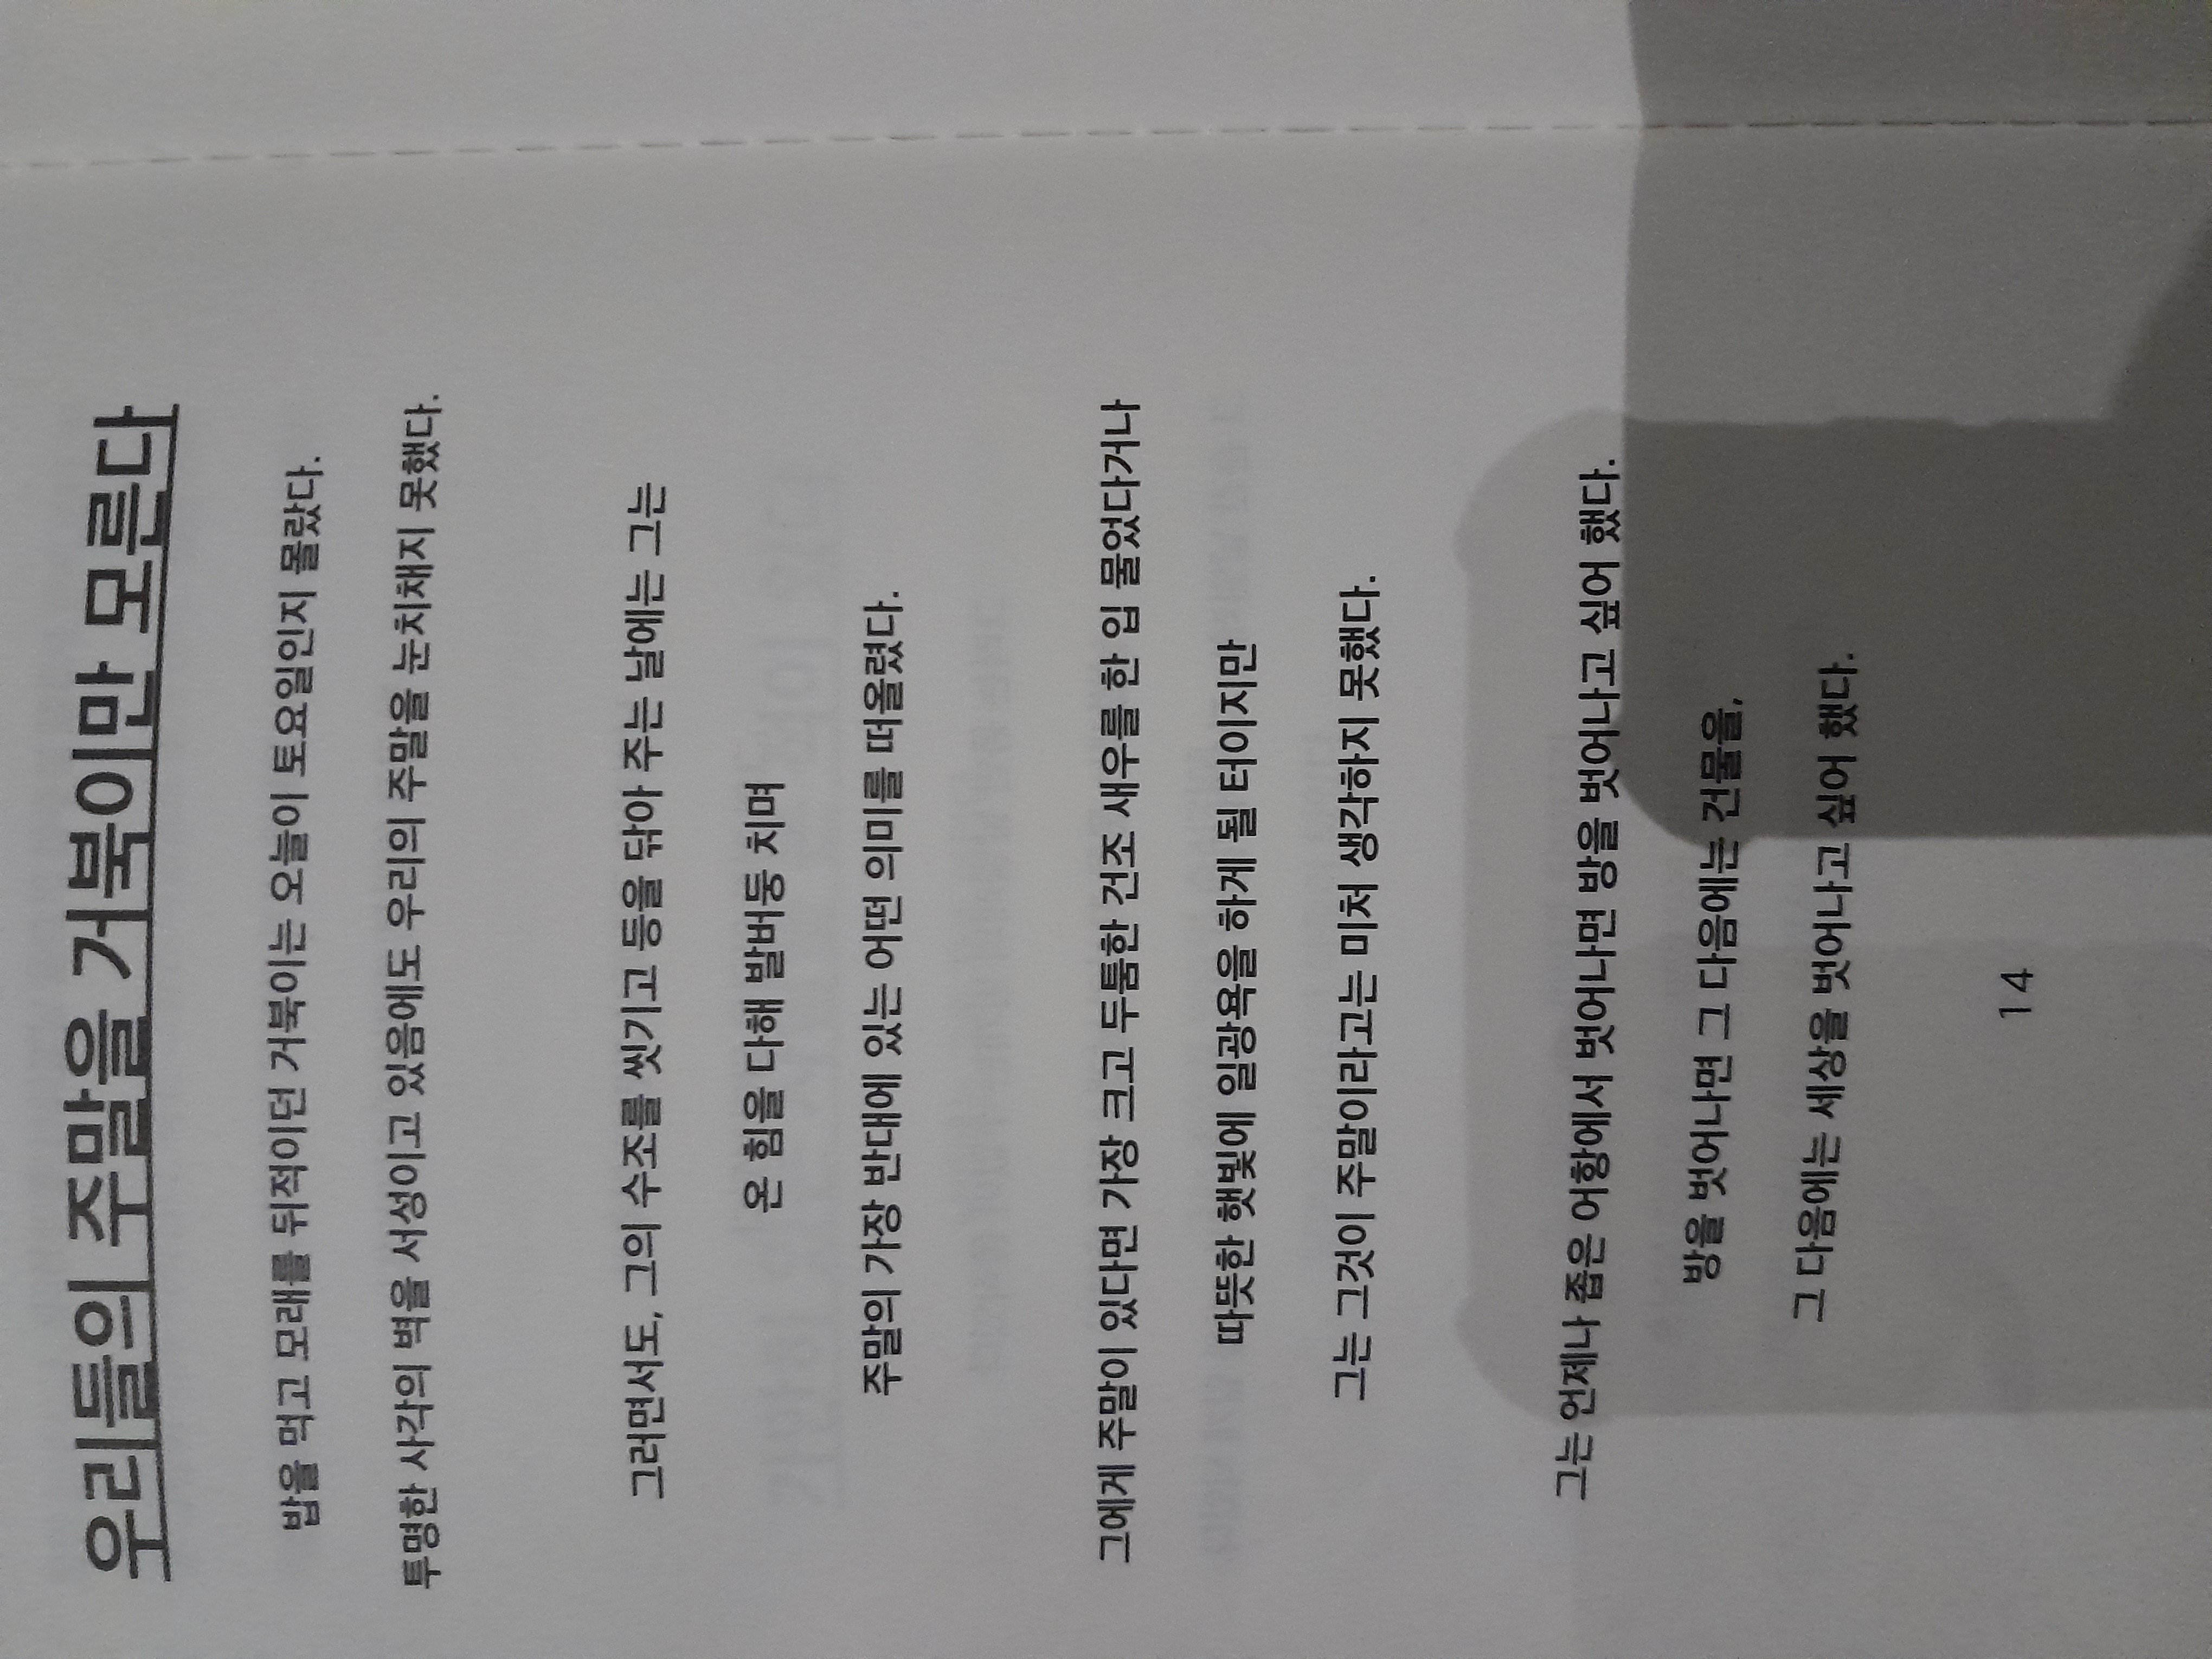 우리들의 주말을 거북이만 모른다
밥을 먹고 모래를 뒤적이던 거북이는 오늘이 토요일인지 몰랐다.
투명한 사각의 벽을 서성이고 있음에도 우리의 주말을 눈치채지 못했다.
그러면서도, 그의 수조를 씻기고 등을 닦아 주는 날에는 그는
온 힘을 다해 발버둥 치며
주말의 가장 반대에 있는 어떤 의미를 떠올렸다.
그에게 주말이 있다면 가장 크고 두툼한 건조 새우를 한 입 물었다거나
따뜻한 햇빛에 일광욕을 하게 될 터이지만
그는 그것이 주말이라고는 미처 생각하지 못했다.
그는 언제나 좁은 어항에서 벗어나면 방을 벗어나고 싶어 했다.
방을 벗어나면 그 다음에는 건물을,
그 다음에는 세상을 벗어나고 싶어 했다.
14